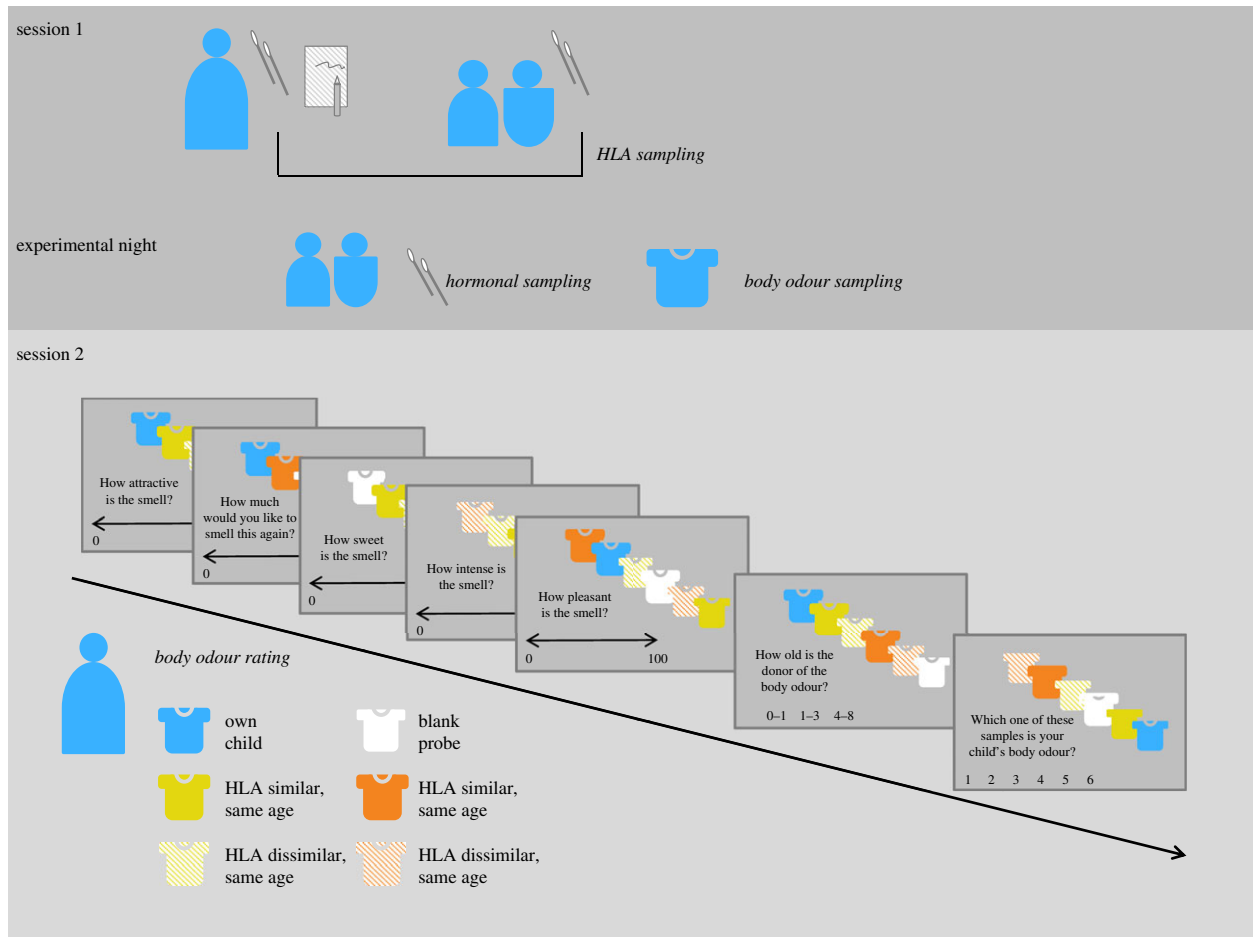 session 1
HLA sampling
experimental night
hormonal sampling
body odour sampling
session 2
How attractive
is the smell?
0
How much
would you like to
smell this again?
0
How sweet
is the smell?
0
How intense is
the smell?
0
How pleasant
is the smell?
0 100
How old is the
donor of the
body odour?
0–1 1–3 4–8
Which one of these
samples is your
child's body odour?
1 2 3 4 5 6
body odour rating
own
child
blank
probe
HLA similar,
same age
HLA similar,
same age
HLA dissimilar,
same age
HLA dissimilar,
same age